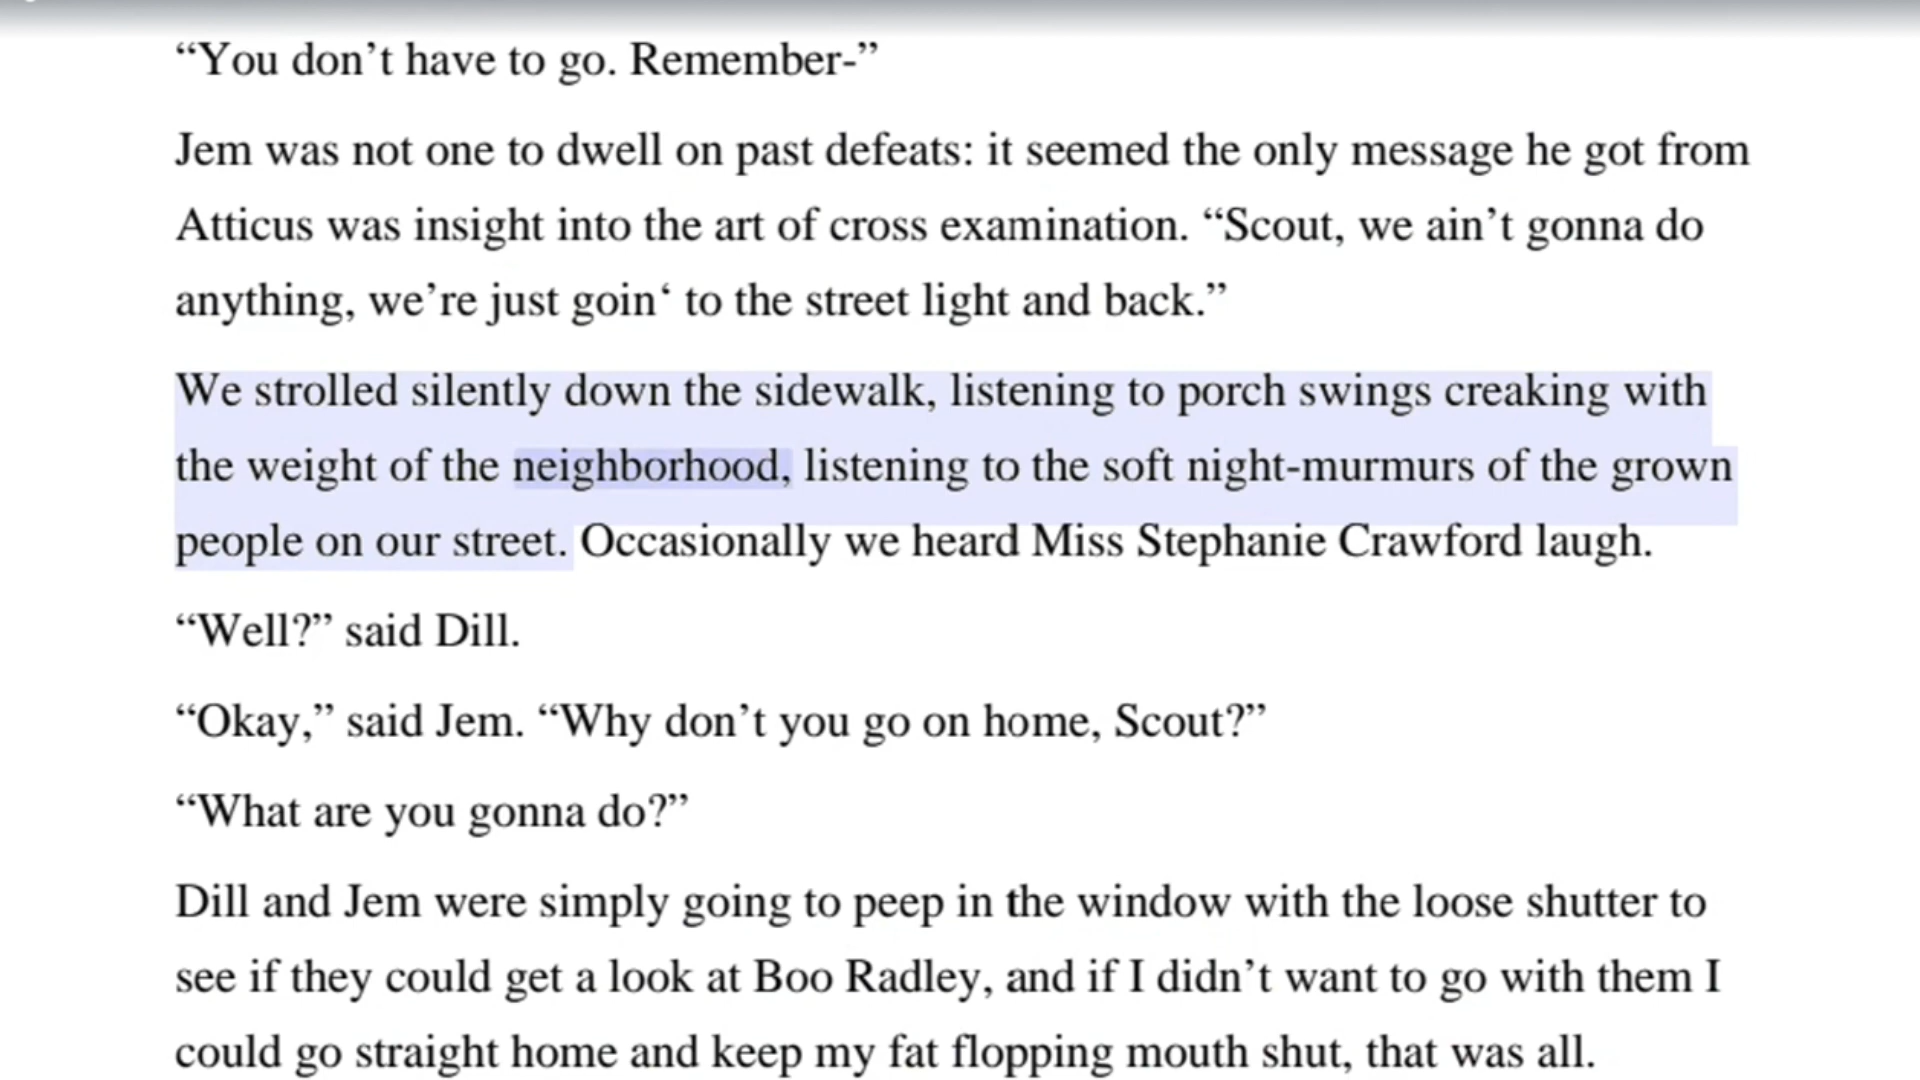 “You don’t have to go. Remember-”
Jem was not one to dwell on past defeats: it seemed the only message he got from
Atticus was insight into the art of cross examination. “Scout, we ain’t gonna do
anything, we’re just goin‘ to the street light and back.”
We strolled silently down the sidewalk, listening to porch swings creaking with
the weight of the neighborhood, listening to the soft night-murmurs of the grown
people on our street. Occasionally we heard Miss Stephanie Crawford laugh.
“Well?” said Dill.
“Okay,” said Jem. “Why don’t you go on home, Scout?”
“What are you gonna do?”
Dill and Jem were simply going to peep in the window with the loose shutter to
see if they could get a look at Boo Radley, and if I didn’t want to go with them I
could go straight home and keep my fat flopping mouth shut, that was all.